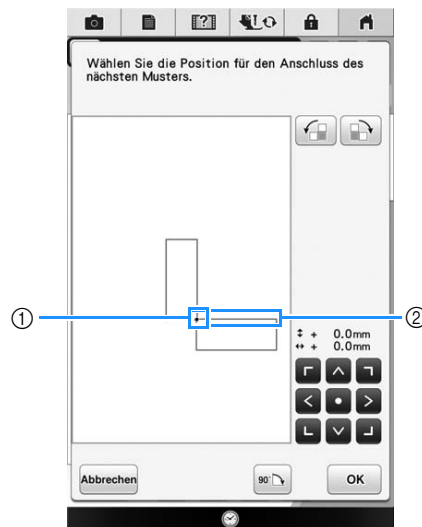 Wählen Sie die Position für den Anschluss des
nächsten Musters.
①
②
+ 0.0mm
+ 0.0mm
Abbrechen
90°
OK